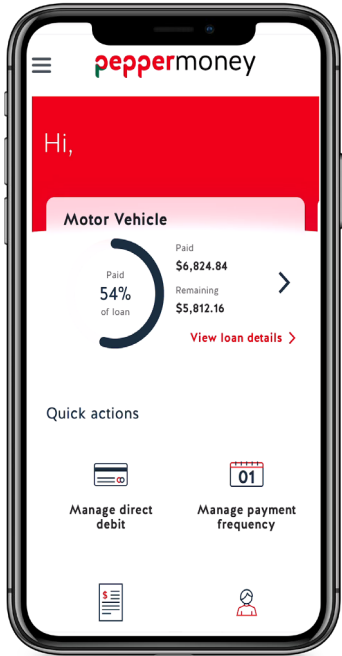 peppermoney
Hi,
Motor Vehicle
Paid
54%
of loan
Paid
$6,824.84
Remaining
$5,812.16
View loan details
Quick actions
01
Manage direct
debit
Manage payment
frequency
$